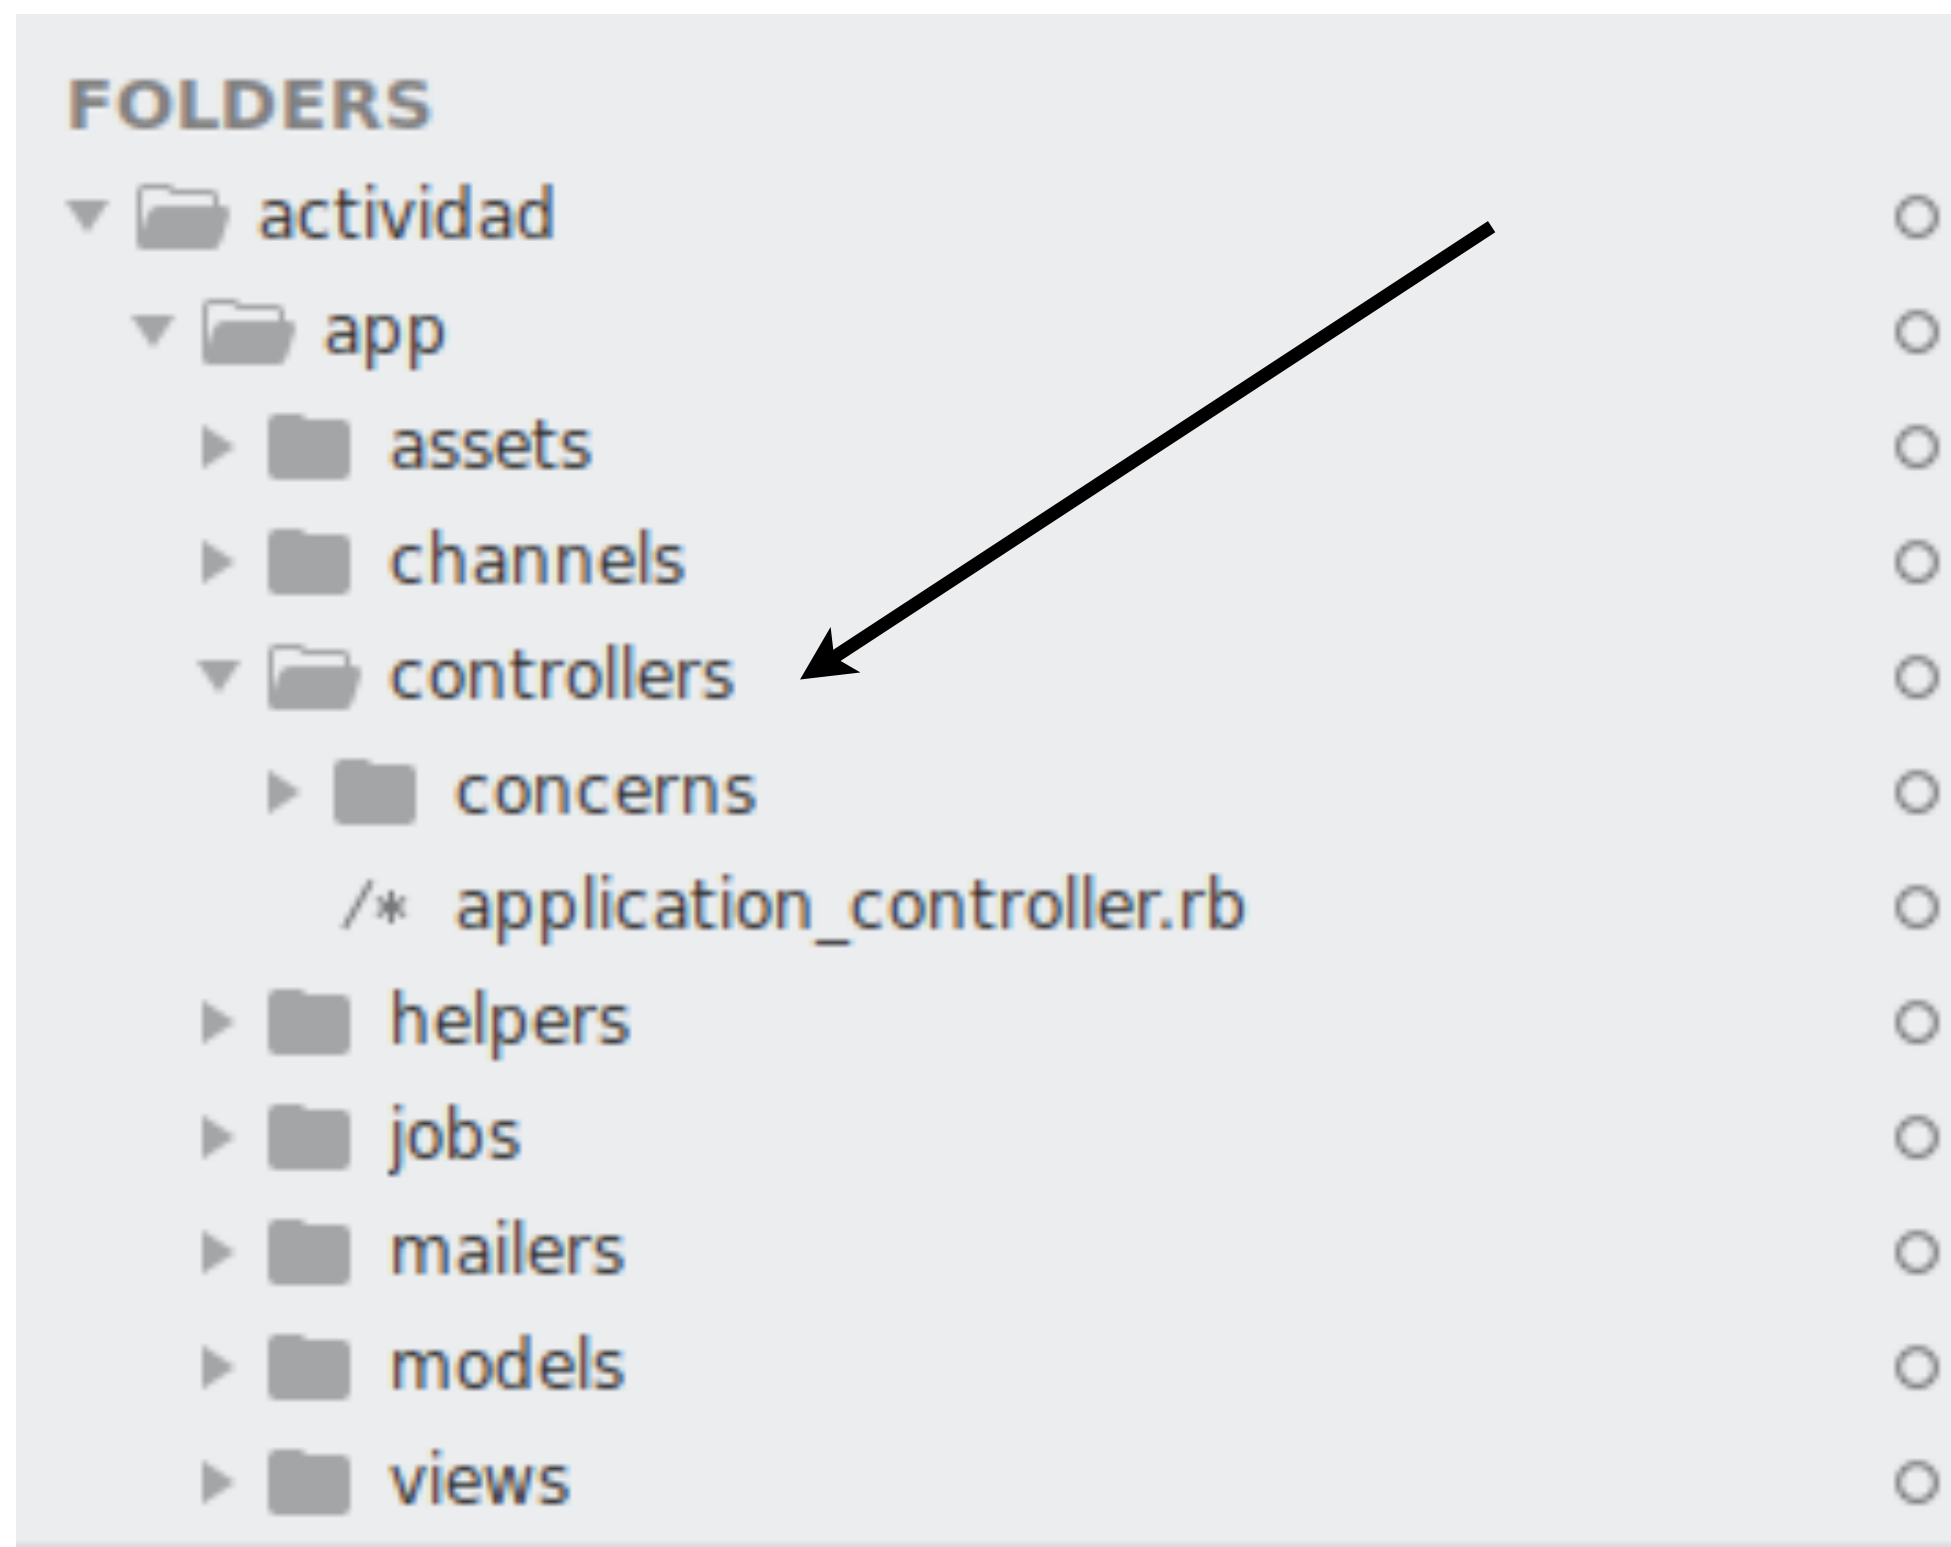 FOLDERS
actividad
app
assets
channels
controllers
concerns
/* application_controller.rb
helpers
jobs
mailers
models
views